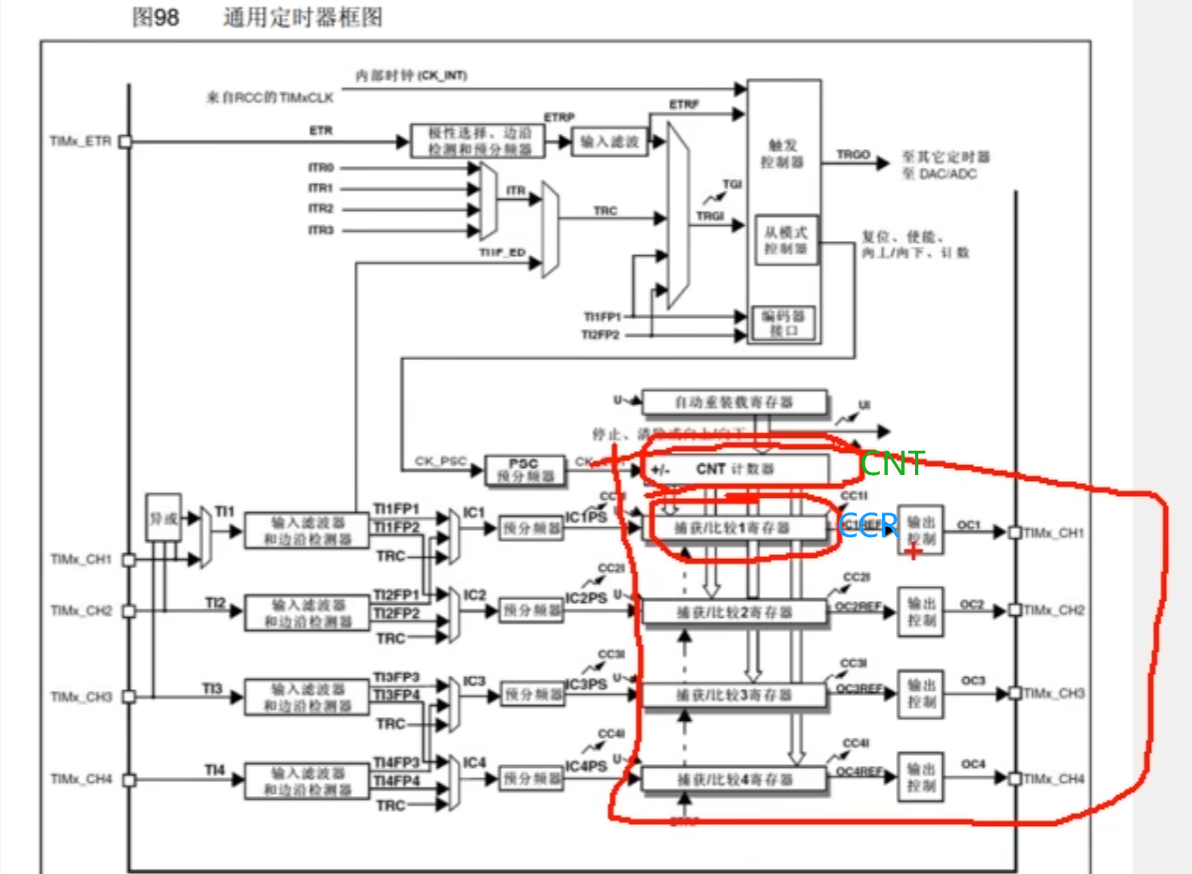 图98 通用定时器框图
内部时钟(CK_INT)
来自RCC的TIMxCLK
ETRF
ETRP
TIMx_ETR
ETR
极性选择、边沿
检测和预分频器
输入滤波
触发
控制器
TRGO
至其它定时器
至 DAC/ADC
ITR0
ITR1
ITR2
ITR3
ITR
TRC
TGI
TRGI
TI1F_ED
从模式
控制器
复位、使能、
向上/向下、计数
TI1FP1
TI2FP2
编码器
接口
U
自动重装载寄存器
UI
停止、清除或向上/向下
CK_PSC
PSC
预分频器
+/-
CNT 计数器
CNT
异或
TI1
输入滤波器
和边沿检测器
TI1FP1
TI1FP2
TRC
IC1
预分频器
IC1PS
U
捕获/比较1寄存器
CC1I
CCR
OC1REF
输出
控制
OC1
TIMx_CH1
TIMx_CH1
TIMx_CH2
TI2
输入滤波器
和边沿检测器
TI2FP1
TI2FP2
TRC
IC2
预分频器
CC2I
IC2PS
U
捕获/比较2寄存器
CC2I
OC2REF
输出
控制
OC2
TIMx_CH2
TIMx_CH3
TI3
输入滤波器
和边沿检测器
TI3FP3
TI3FP4
TRC
IC3
预分频器
CC3I
IC3PS
U
捕获/比较3寄存器
CC3I
OC3REF
输出
控制
OC3
TIMx_CH3
TIMx_CH4
TI4
输入滤波器
和边沿检测器
TI4FP3
TI4FP4
TRC
IC4
预分频器
CC4I
IC4PS
U
捕获/比较4寄存器
CC4I
OC4REF
输出
控制
OC4
TIMx_CH4